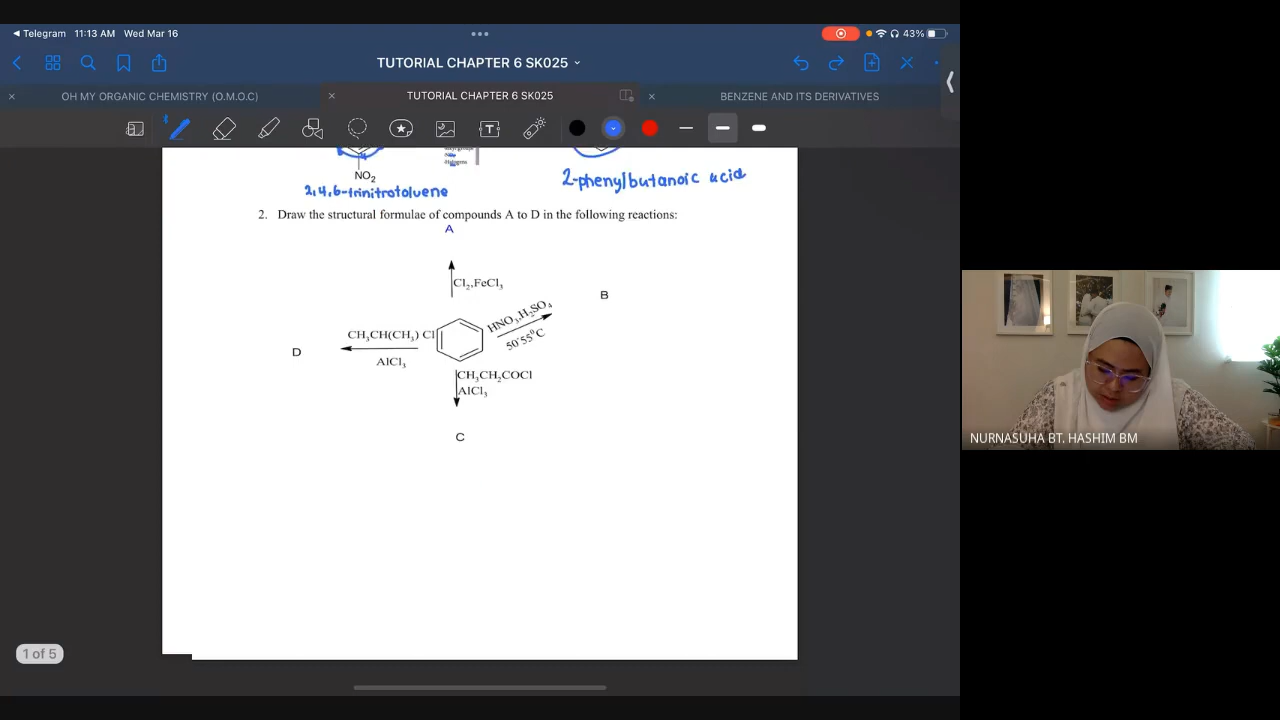 Telegram 11:13 AM Wed Mar 16
43%
TUTORIAL CHAPTER 6 SK025
OH MY ORGANIC CHEMISTRY (O.M.O.C)
TUTORIAL CHAPTER 6 SK025
BENZENE AND ITS DERIVATIVES
NO2
2,4,6-trinitrotoluene
2-phenylbutanoic acid
2. Draw the structural formulae of compounds A to D in the following reactions:
A
Cl2,FeCl3
B
HNO3,H2SO4
50˚55°C
CH3CH(CH3) Cl
D
AlCl3
CH3CH2COCl
AlCl3
C
NURNASUHA BT. HASHIM BM
1 of 5